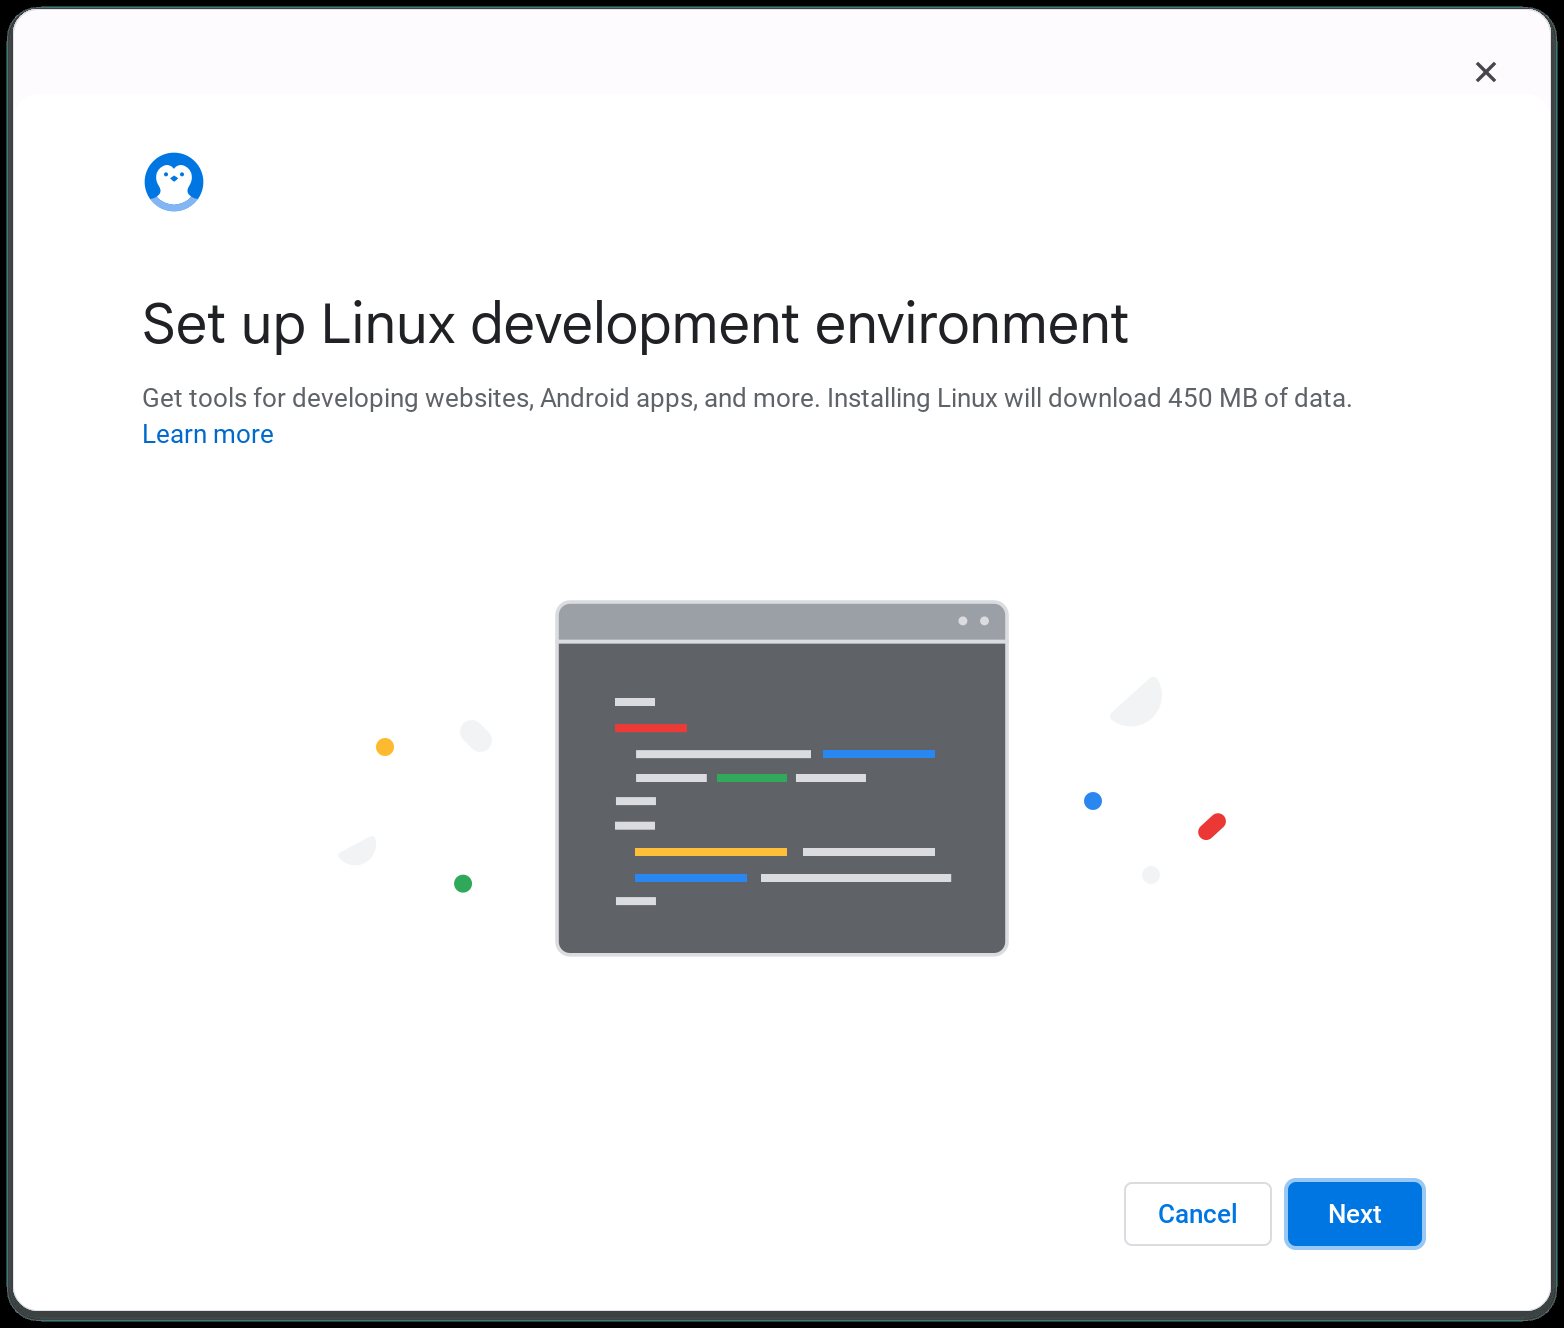 Set up Linux development environment
Get tools for developing websites, Android apps, and more. Installing Linux will download 450 MB of data.
Learn more
Cancel
Next